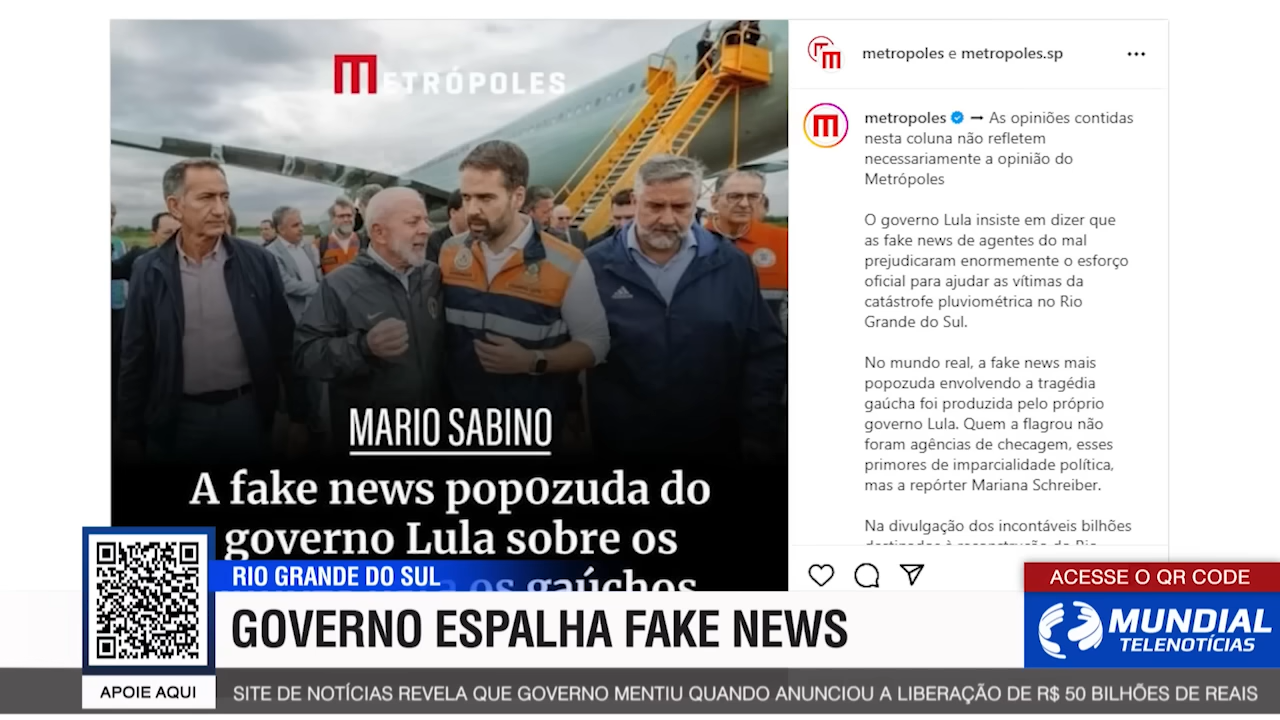 METRÓPOLES
MARIO SABINO
A fake news popozuda do
governo Lula sobre os
os gaúchos
metropoles e metropoles.sp
metropoles ➞ As opiniões contidas
nesta coluna não refletem
necessariamente a opinião do
Metrópoles
O governo Lula insiste em dizer que
as fake news de agentes do mal
prejudicaram enormemente o esforço
oficial para ajudar as vítimas da
catástrofe pluviométrica no Rio
Grande do Sul.
No mundo real, a fake news mais
popozuda envolvendo a tragédia
gaúcha foi produzida pelo próprio
governo Lula. Quem a flagrou não
foram agências de checagem, esses
primores de imparcialidade política,
mas a repórter Mariana Schreiber.
Na divulgação dos incontáveis bilhões
RIO GRANDE DO SUL
GOVERNO ESPALHA FAKE NEWS
ACESSE O QR CODE
MUNDIAL
TELENOTÍCIAS
APOIE AQUI
SITE DE NOTÍCIAS REVELA QUE GOVERNO MENTIU QUANDO ANUNCIOU A LIBERAÇÃO DE R$ 50 BILHÕES DE REAIS